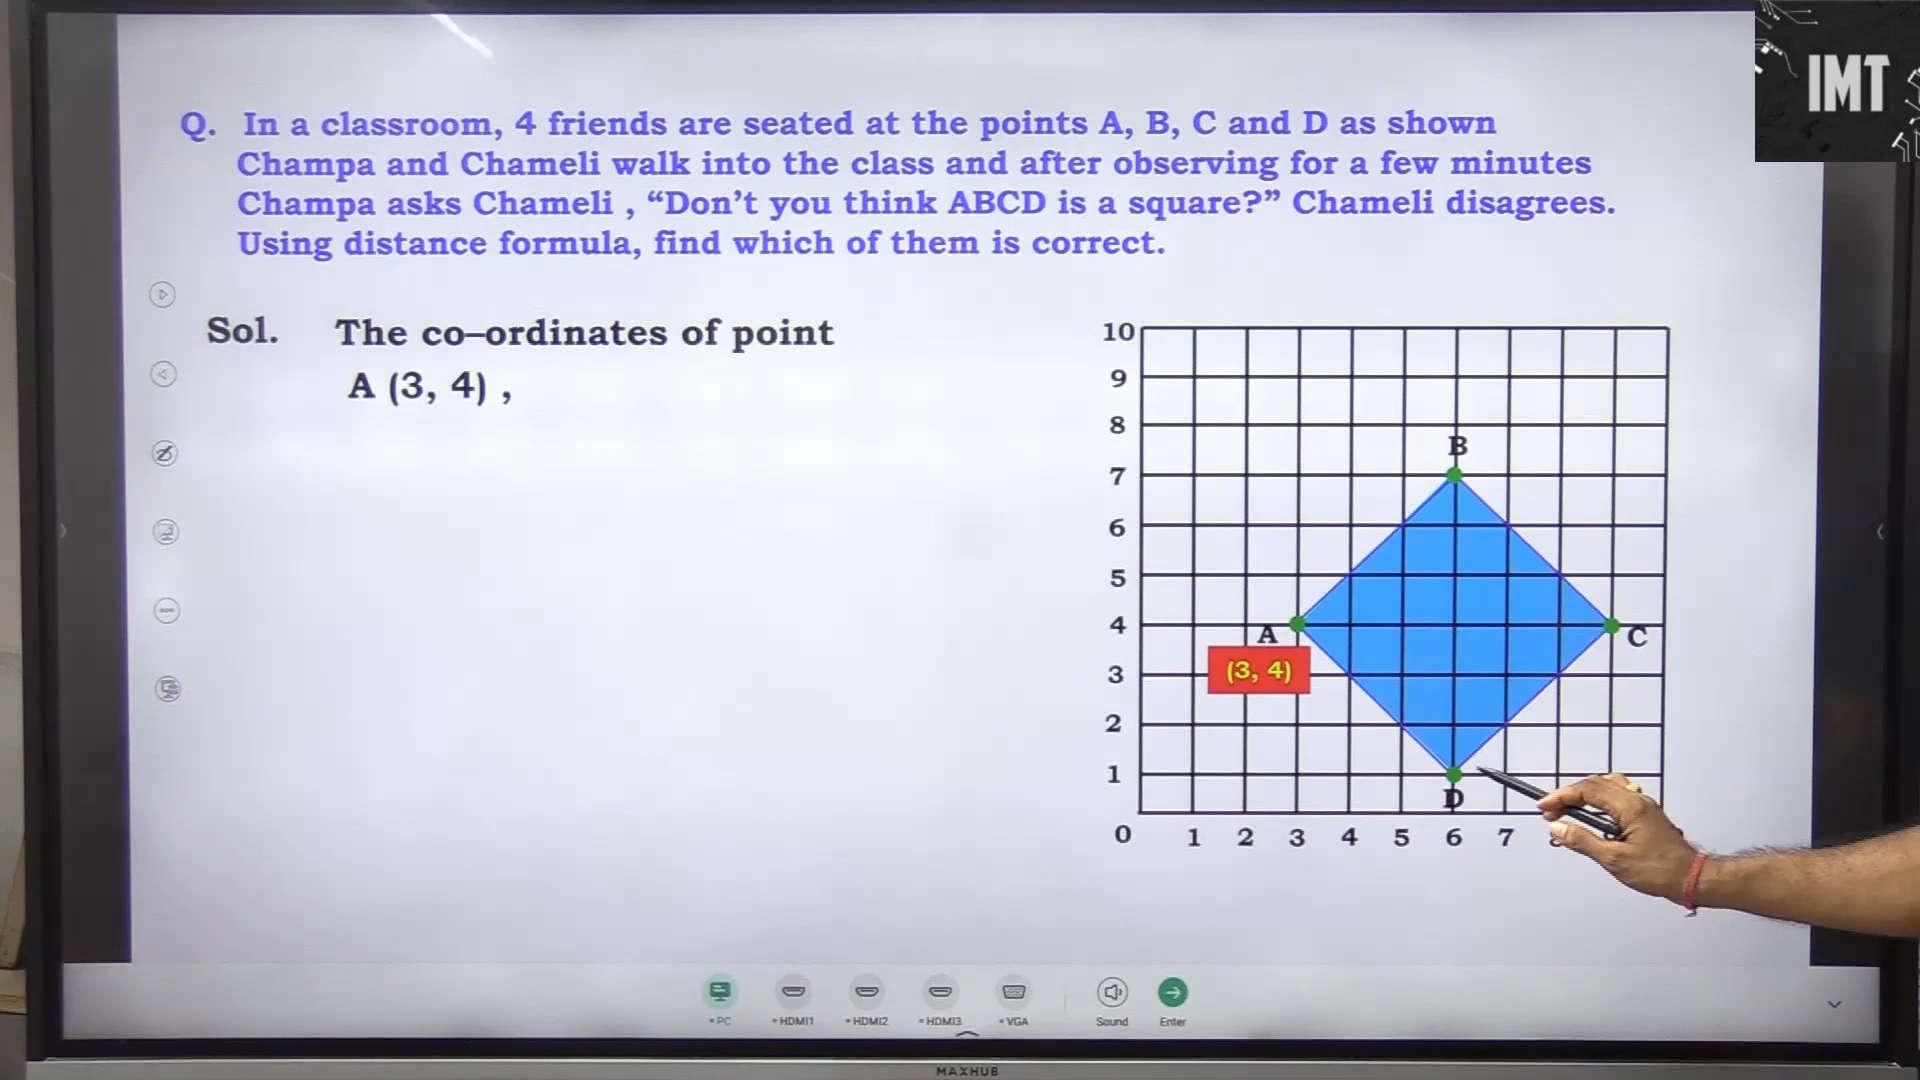 IMT
Q. In a classroom, 4 friends are seated at the points A, B, C and D as shown
Champa and Chameli walk into the class and after observing for a few minutes
Champa asks Chameli , “Don’t you think ABCD is a square?” Chameli disagrees.
Using distance formula, find which of them is correct.
Sol. The co–ordinates of point
A (3, 4) ,
10
9
8
B
7
6
5
4
A
C
3
(3, 4)
2
1
D
0 1 2 3 4 5 6 7
PC HDMI1 HDMI2 HDMI3 VGA Sound Enter
MAXHUB